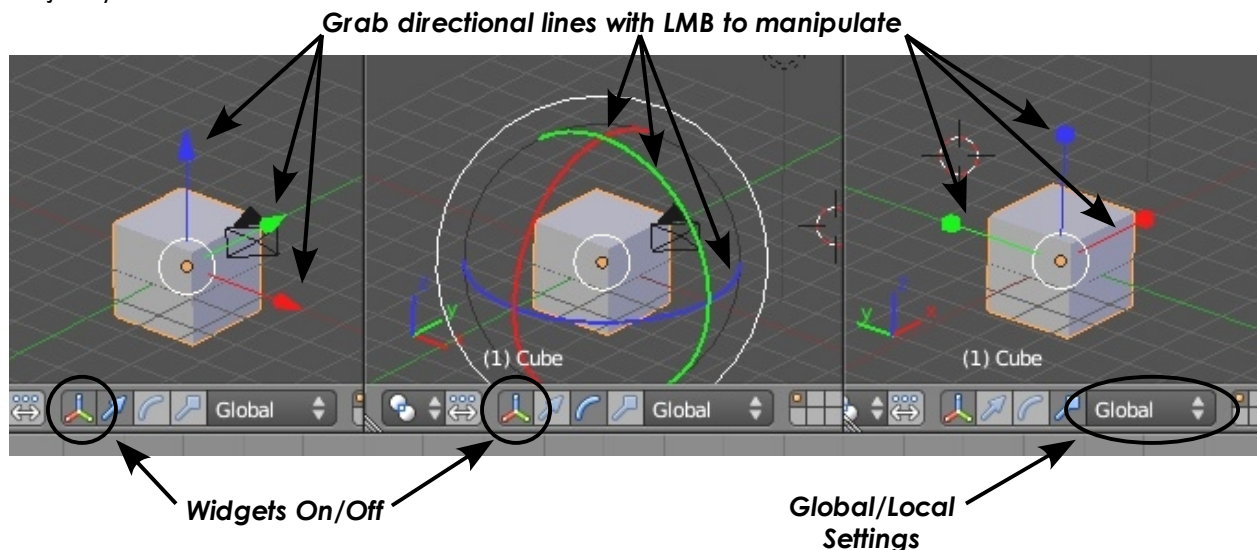 Grab directional lines with LMB to manipulate
z
y
x
(1) Cube
y
x
(1) Cube
Global
Global
Global
Widgets On/Off
Global/Local
Settings